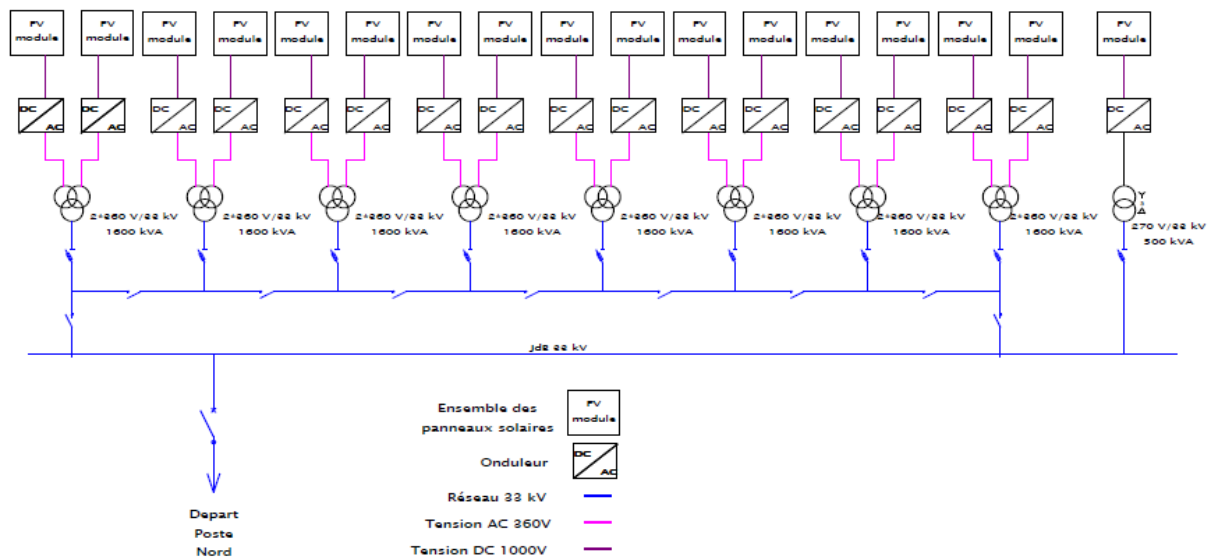 PV
module
PV
module
PV
module
PV
module
PV
module
PV
module
PV
module
PV
module
PV
module
PV
module
PV
module
PV
module
PV
module
PV
module
PV
module
PV
module
PV
module
DC
AC
DC
AC
DC
AC
DC
AC
DC
AC
DC
AC
DC
AC
DC
AC
DC
AC
DC
AC
DC
AC
DC
AC
DC
AC
DC
AC
DC
AC
DC
AC
DC
AC
2*360 V/33 kV
1600 kVA
2*360 V/33 kV
1600 kVA
2*360 V/33 kV
1600 kVA
2*360 V/33 kV
1600 kVA
2*360 V/33 kV
1600 kVA
2*360 V/33 kV
1600 kVA
2*360 V/33 kV
1600 kVA
2*360 V/33 kV
1600 kVA
Y
Δ
270 V/33 kV
500 kVA
JdB 33 kV
Depart
Poste
Nord
Ensemble des
panneaux solaires
PV
module
Onduleur
DC
AC
Réseau 33 kV
Tension AC 360V
Tension DC 1000V